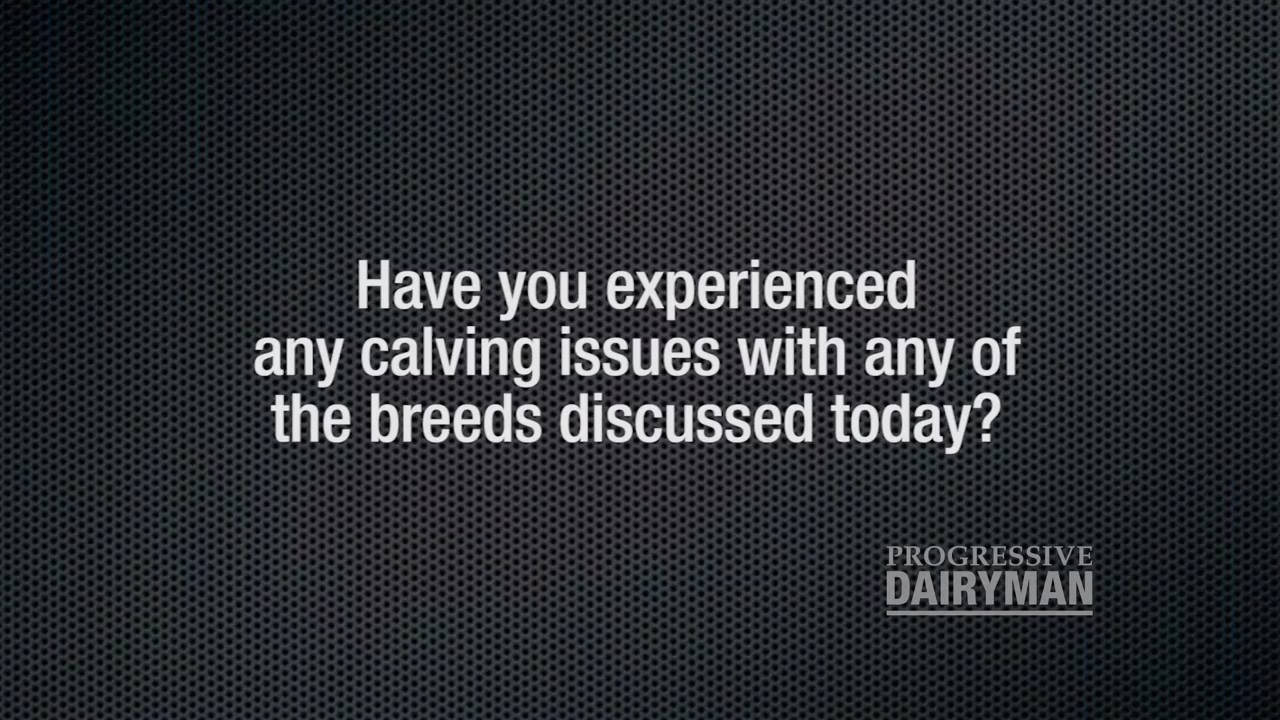 Have you experienced
any calving issues with any of
the breeds discussed today?
PROGRESSIVE
DAIRYMAN